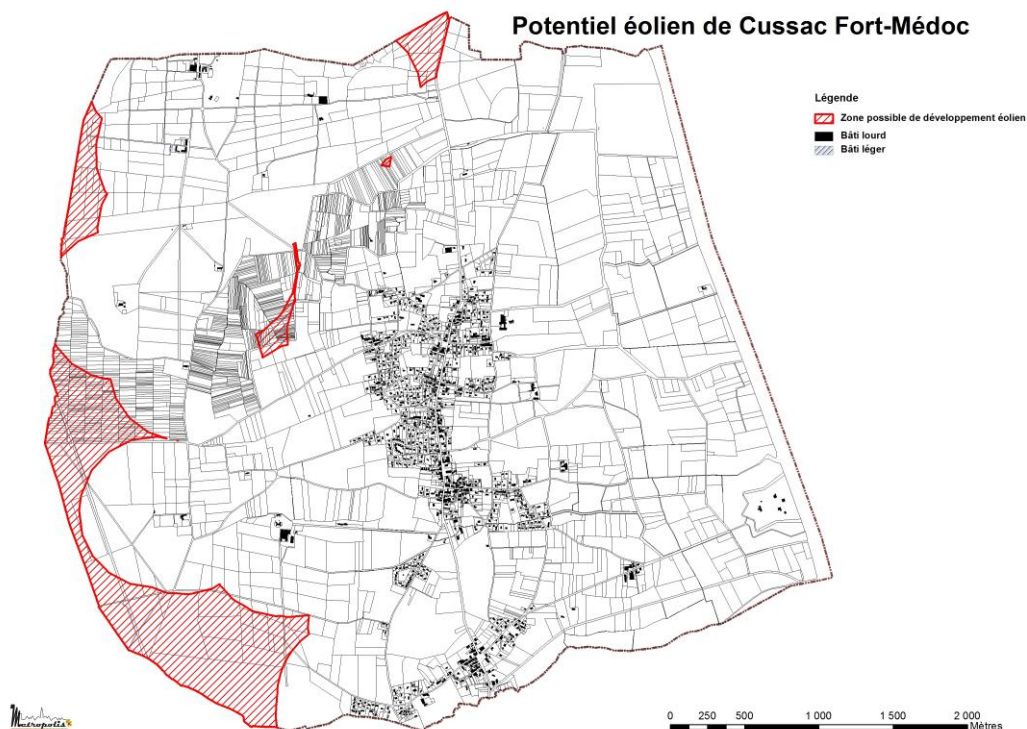 Potentiel éolien de Cussac Fort-Médoc
Légende
Zone possible de développement éolien
Bâti lourd
Bâti léger
Metropolis
0 250 500 1 000 1 500 2 000
Mètres